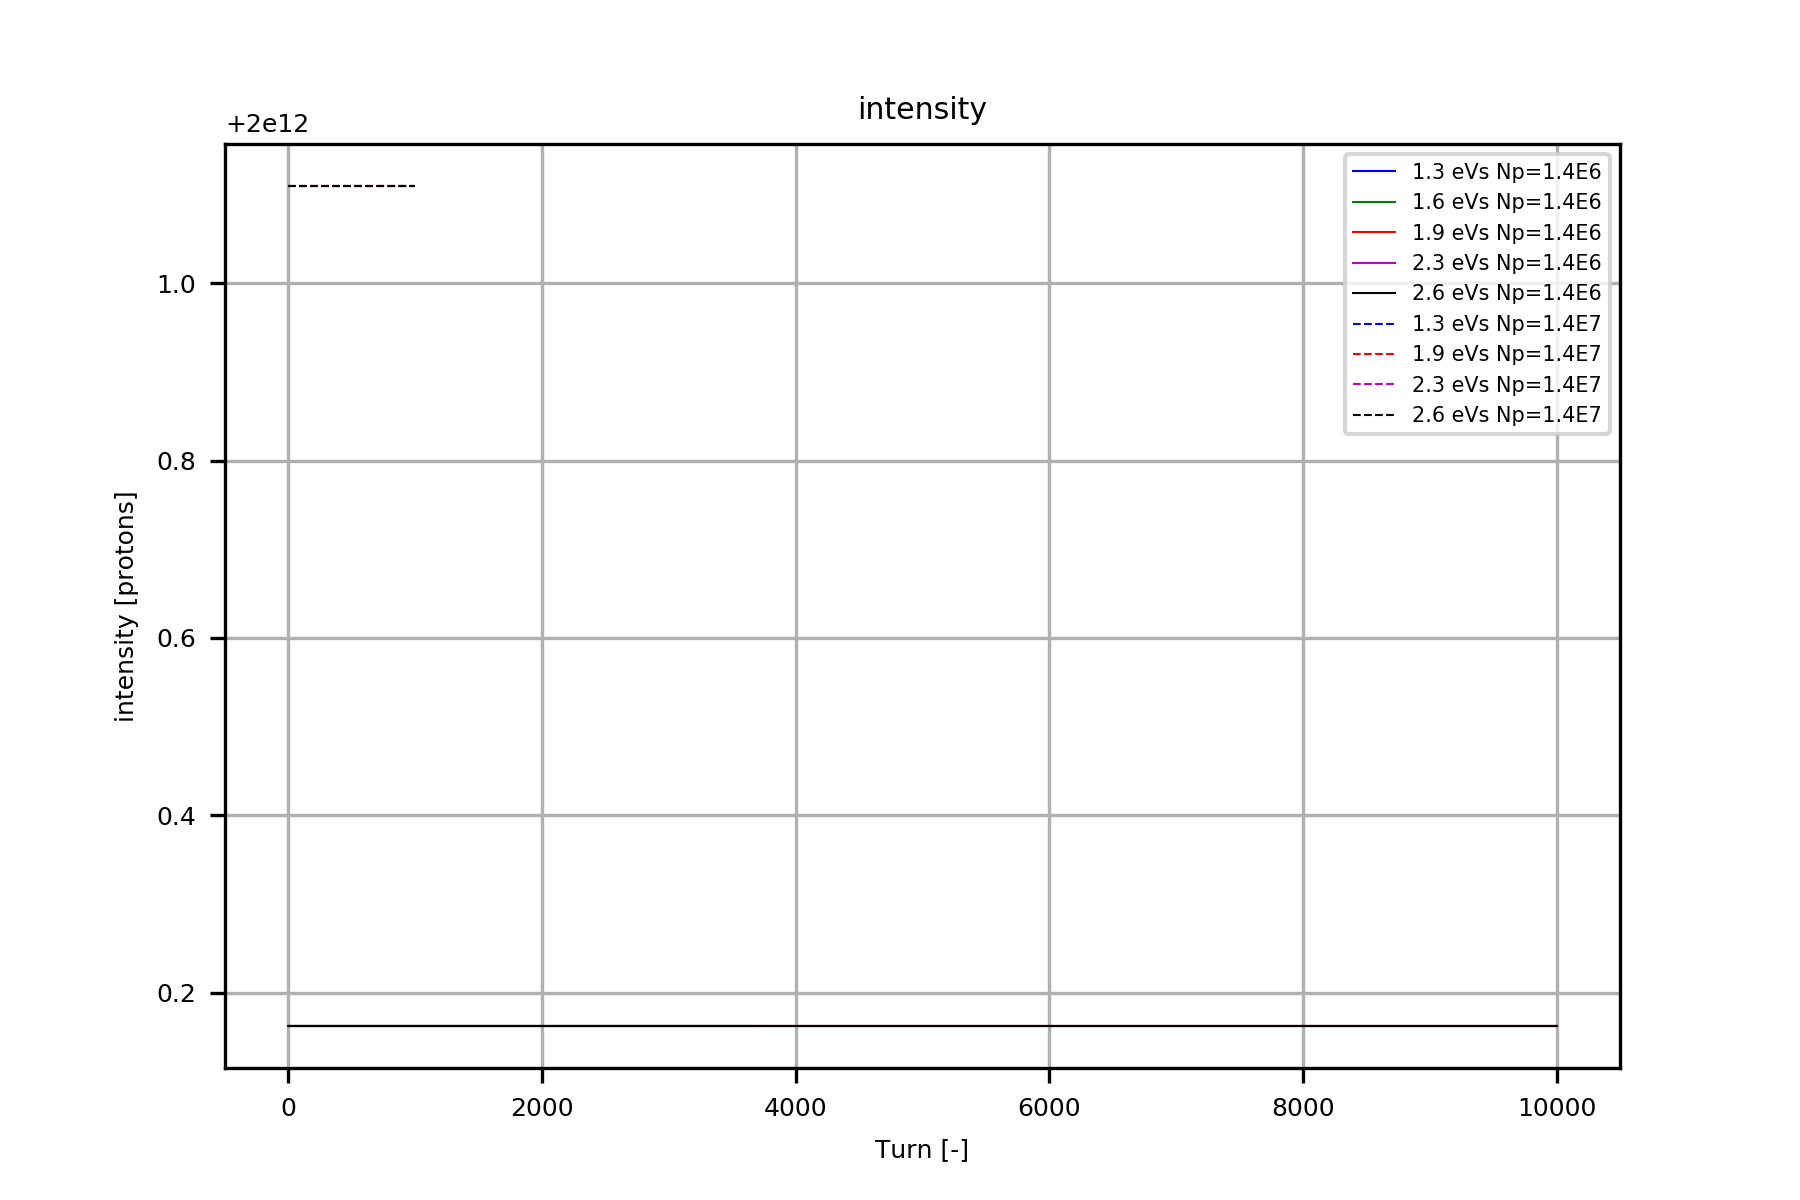 intensity
+2e12
1.0
0.8
0.6
0.4
0.2
intensity [protons]
1.3 eVs Np=1.4E6
1.6 eVs Np=1.4E6
1.9 eVs Np=1.4E6
2.3 eVs Np=1.4E6
2.6 eVs Np=1.4E6
1.3 eVs Np=1.4E7
1.9 eVs Np=1.4E7
2.3 eVs Np=1.4E7
2.6 eVs Np=1.4E7
0 2000 4000 6000 8000 10000
Turn [-]